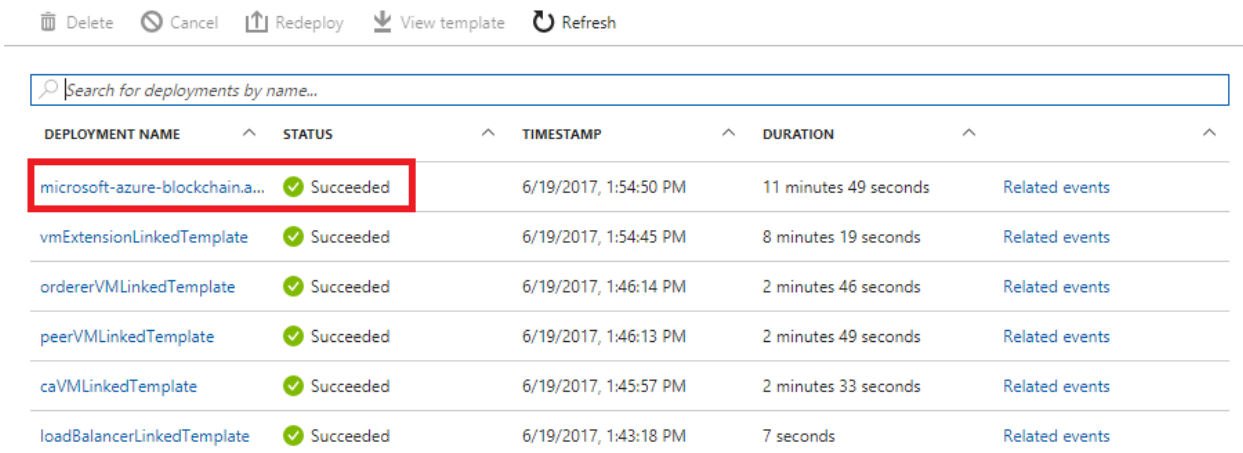 Delete Cancel Redeploy View template Refresh
Search for deployments by name...
DEPLOYMENT NAME STATUS TIMESTAMP DURATION
microsoft-azure-blockchain.a... Succeeded 6/19/2017, 1:54:50 PM 11 minutes 49 seconds Related events
vmExtensionLinkedTemplate Succeeded 6/19/2017, 1:54:45 PM 8 minutes 19 seconds Related events
ordererVMLinkedTemplate Succeeded 6/19/2017, 1:46:14 PM 2 minutes 46 seconds Related events
peerVMLinkedTemplate Succeeded 6/19/2017, 1:46:13 PM 2 minutes 49 seconds Related events
caVMLinkedTemplate Succeeded 6/19/2017, 1:45:57 PM 2 minutes 33 seconds Related events
loadBalancerLinkedTemplate Succeeded 6/19/2017, 1:43:18 PM 7 seconds Related events